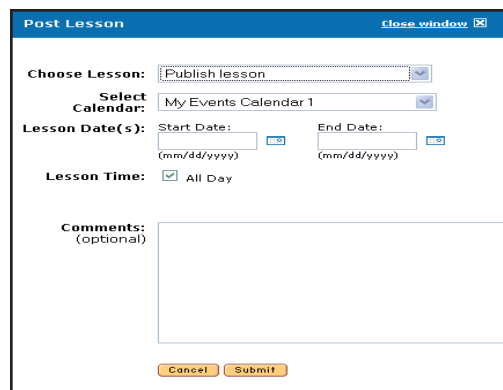 Post Lesson Close window
Choose Lesson: Publish lesson
Select
Calendar: My Events Calendar 1
Lesson Date(s): Start Date: End Date:
(mm/dd/yyyy) (mm/dd/yyyy)
Lesson Time: All Day
Comments:
(optional)
Cancel Submit